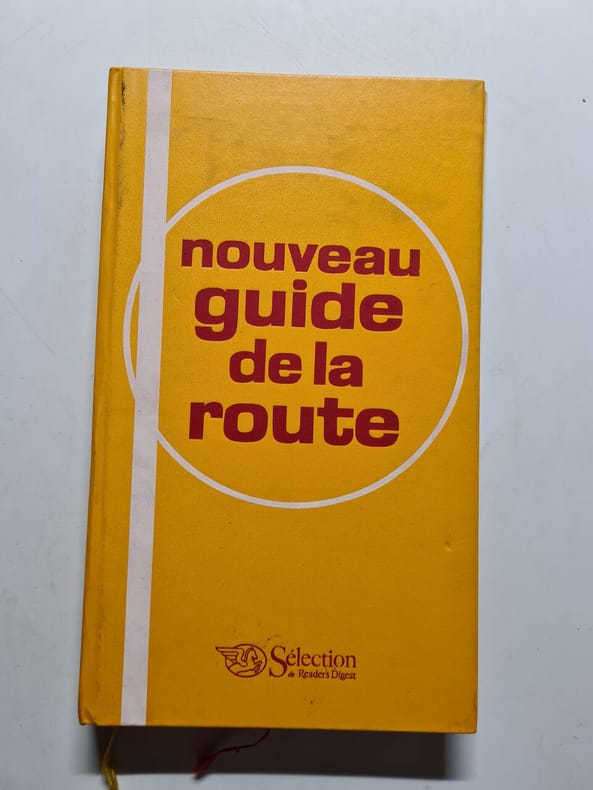 nouveau
guide
de la
route
Sélection
du Reader's Digest